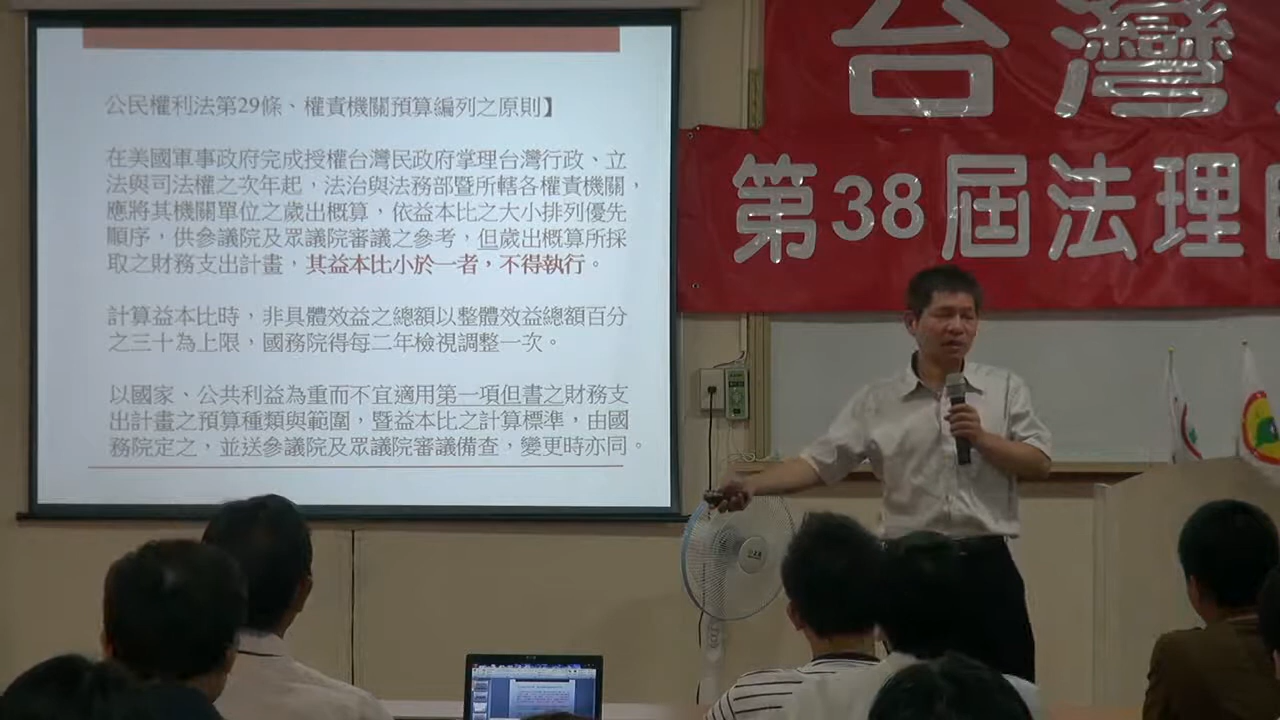 公民權利法第29條、權責機關預算編列之原則】
在美國軍事政府完成授權台灣民政府掌理台灣行政、立
法與司法權之次年起，法治與法務部暨所轄各權責機關，
應將其機關單位之歲出概算，依益本比之大小排列優先
順序，供參議院及眾議院審議之參考，但歲出概算所採
取之財務支出計畫，其益本比小於一者，不得執行。
計算益本比時，非具體效益之總額以整體效益總額百分
之三十為上限，國務院得每二年檢視調整一次。
以國家、公共利益為重而不宜適用第一項但書之財務支
出計畫之預算種類與範圍，暨益本比之計算標準，由國
務院定之，並送參議院及眾議院審議備查，變更時亦同。
台灣
第38屆法理